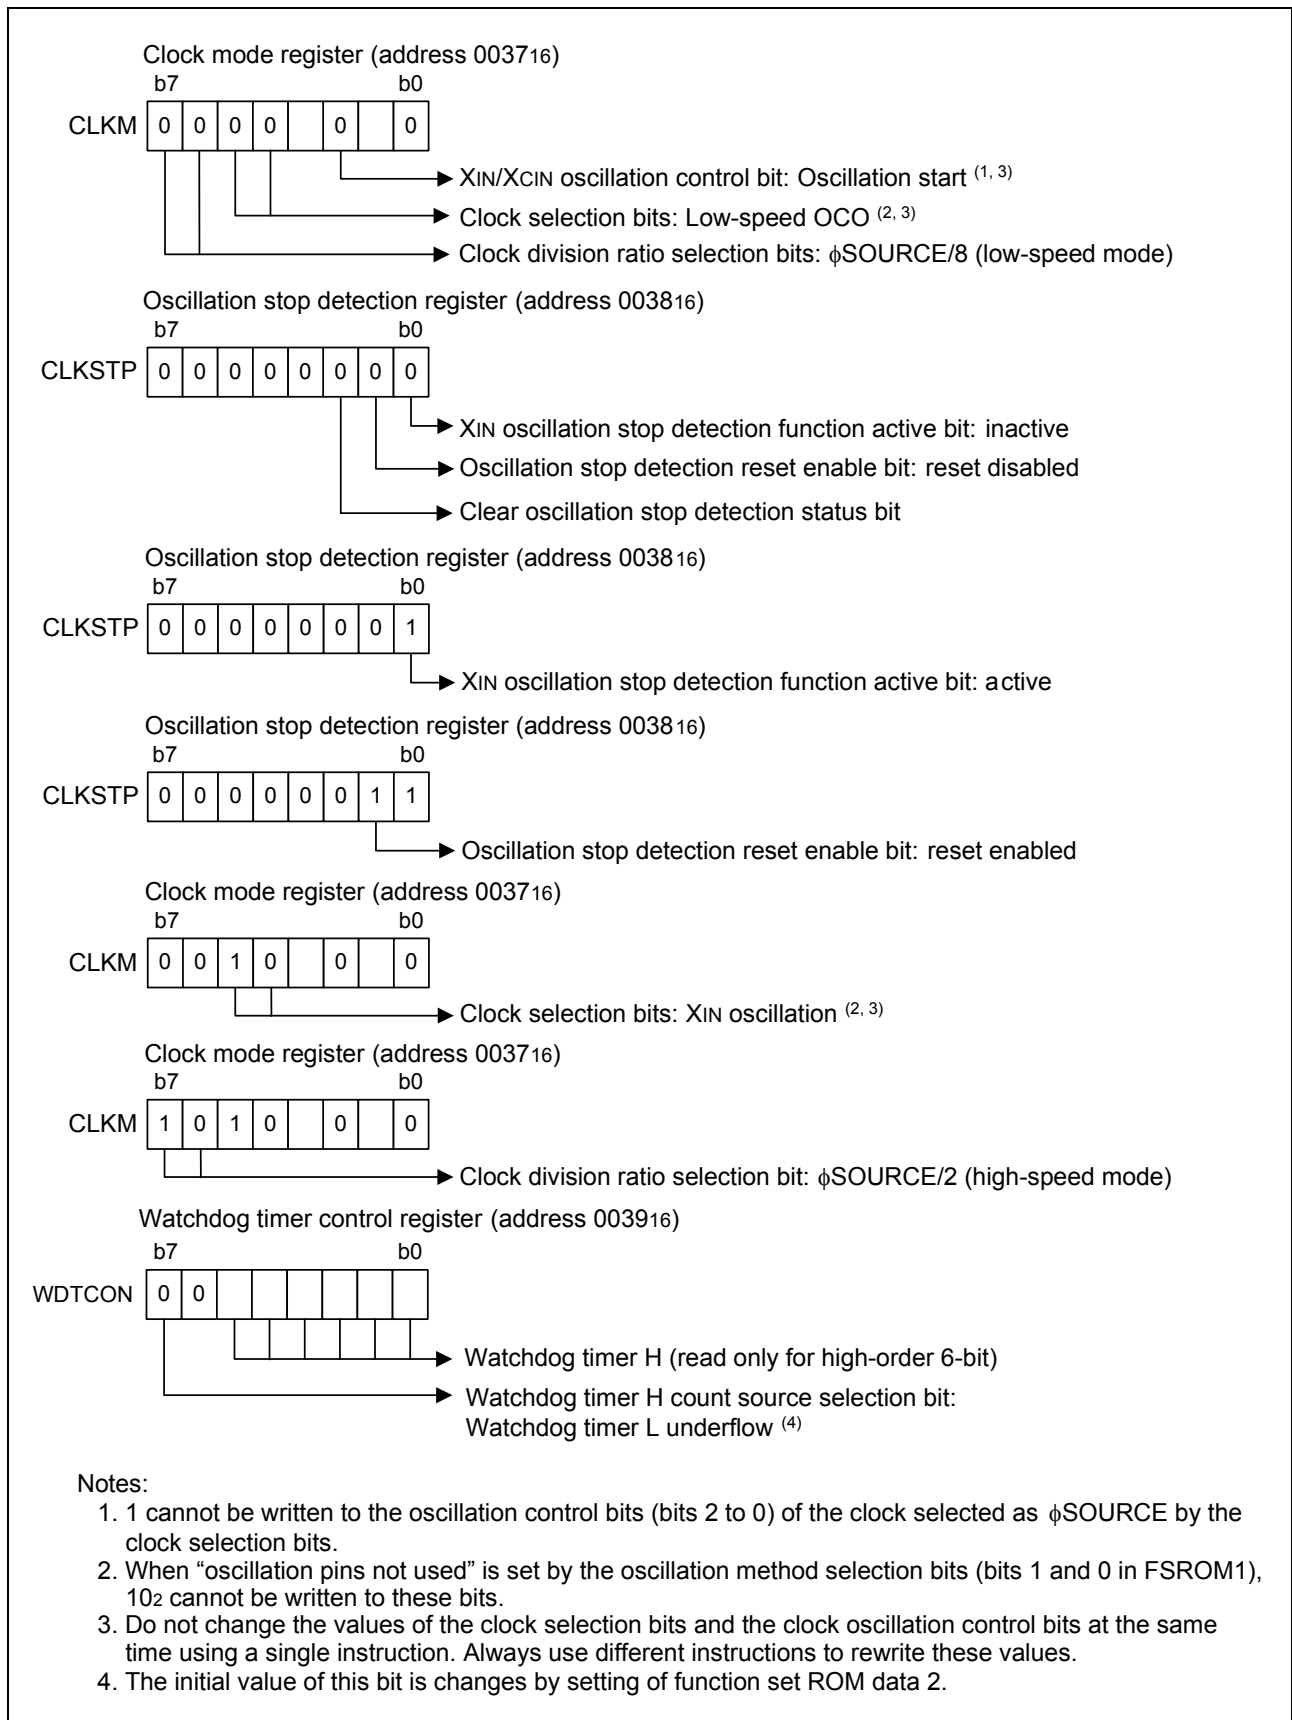 Clock mode register (address 003716)
b7 b0
CLKM 0 0 0 0 0 0
XIN/XCIN oscillation control bit: Oscillation start (1, 3)
Clock selection bits: Low-speed OCO (2, 3)
Clock division ratio selection bits: ϕSOURCE/8 (low-speed mode)
Oscillation stop detection register (address 003816)
b7 b0
CLKSTP 0 0 0 0 0 0 0 0
XIN oscillation stop detection function active bit: inactive
Oscillation stop detection reset enable bit: reset disabled
Clear oscillation stop detection status bit
Oscillation stop detection register (address 003816)
b7 b0
CLKSTP 0 0 0 0 0 0 0 1
XIN oscillation stop detection function active bit: active
Oscillation stop detection register (address 003816)
b7 b0
CLKSTP 0 0 0 0 0 0 1 1
Oscillation stop detection reset enable bit: reset enabled
Clock mode register (address 003716)
b7 b0
CLKM 0 0 1 0 0 0
Clock selection bits: XIN oscillation (2, 3)
Clock mode register (address 003716)
b7 b0
CLKM 1 0 1 0 0 0
Clock division ratio selection bit: ϕSOURCE/2 (high-speed mode)
Watchdog timer control register (address 003916)
b7 b0
WDTCON 0 0
Watchdog timer H (read only for high-order 6-bit)
Watchdog timer H count source selection bit:
Watchdog timer L underflow (4)
Notes:
1. 1 cannot be written to the oscillation control bits (bits 2 to 0) of the clock selected as ϕSOURCE by the
clock selection bits.
2. When “oscillation pins not used” is set by the oscillation method selection bits (bits 1 and 0 in FSROM1),
102 cannot be written to these bits.
3. Do not change the values of the clock selection bits and the clock oscillation control bits at the same
time using a single instruction. Always use different instructions to rewrite these values.
4. The initial value of this bit is changes by setting of function set ROM data 2.